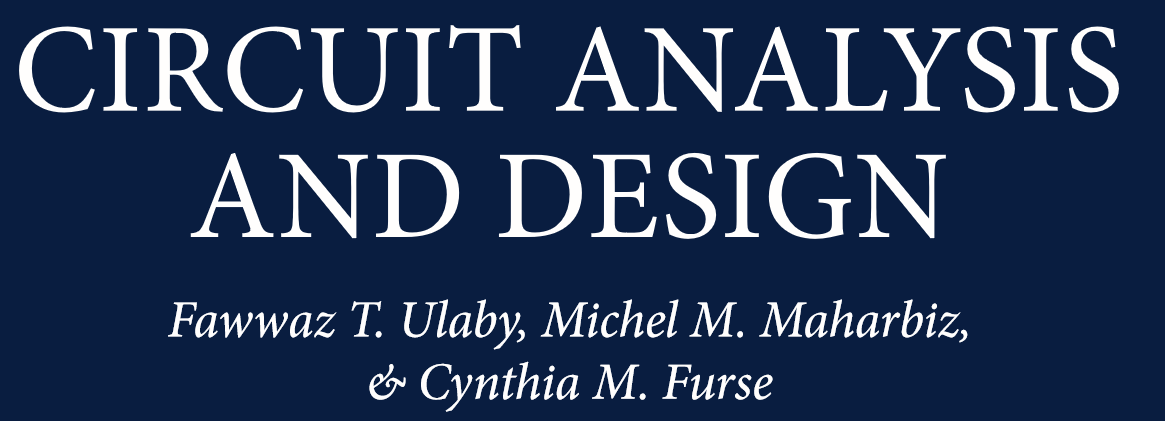 CIRCUIT ANALYSIS
AND DESIGN
Fawwaz T. Ulaby, Michel M. Maharbiz,
& Cynthia M. Furse